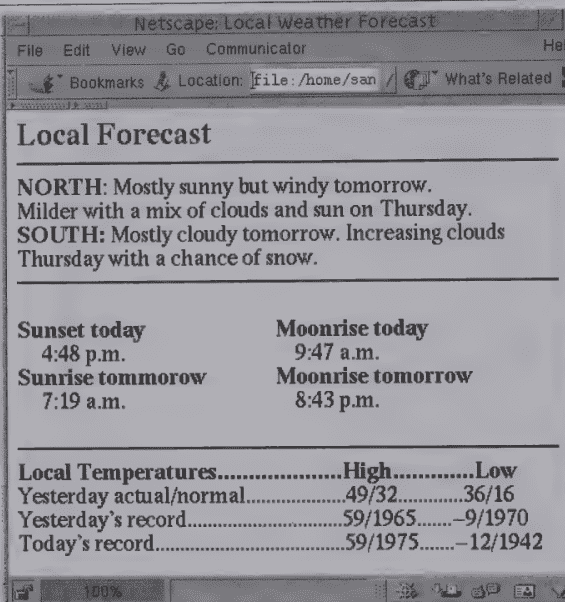 Netscape: Local Weather Forecast
File Edit View Go Communicator He
Bookmarks Location: file:/home/san / What's Related
Local Forecast
NORTH: Mostly sunny but windy tomorrow.
Milder with a mix of clouds and sun on Thursday.
SOUTH: Mostly cloudy tomorrow. Increasing clouds
Thursday with a chance of snow.
Sunset today Moonrise today
4:48 p.m. 9:47 a.m.
Sunrise tommorow Moonrise tomorrow
7:19 a.m. 8:43 p.m.
Local Temperatures.....................High.............Low
Yesterday actual/normal.................49/32............36/16
Yesterday's record...........................59/1965.......–9/1970
Today's record.................................59/1975.......–12/1942
100%